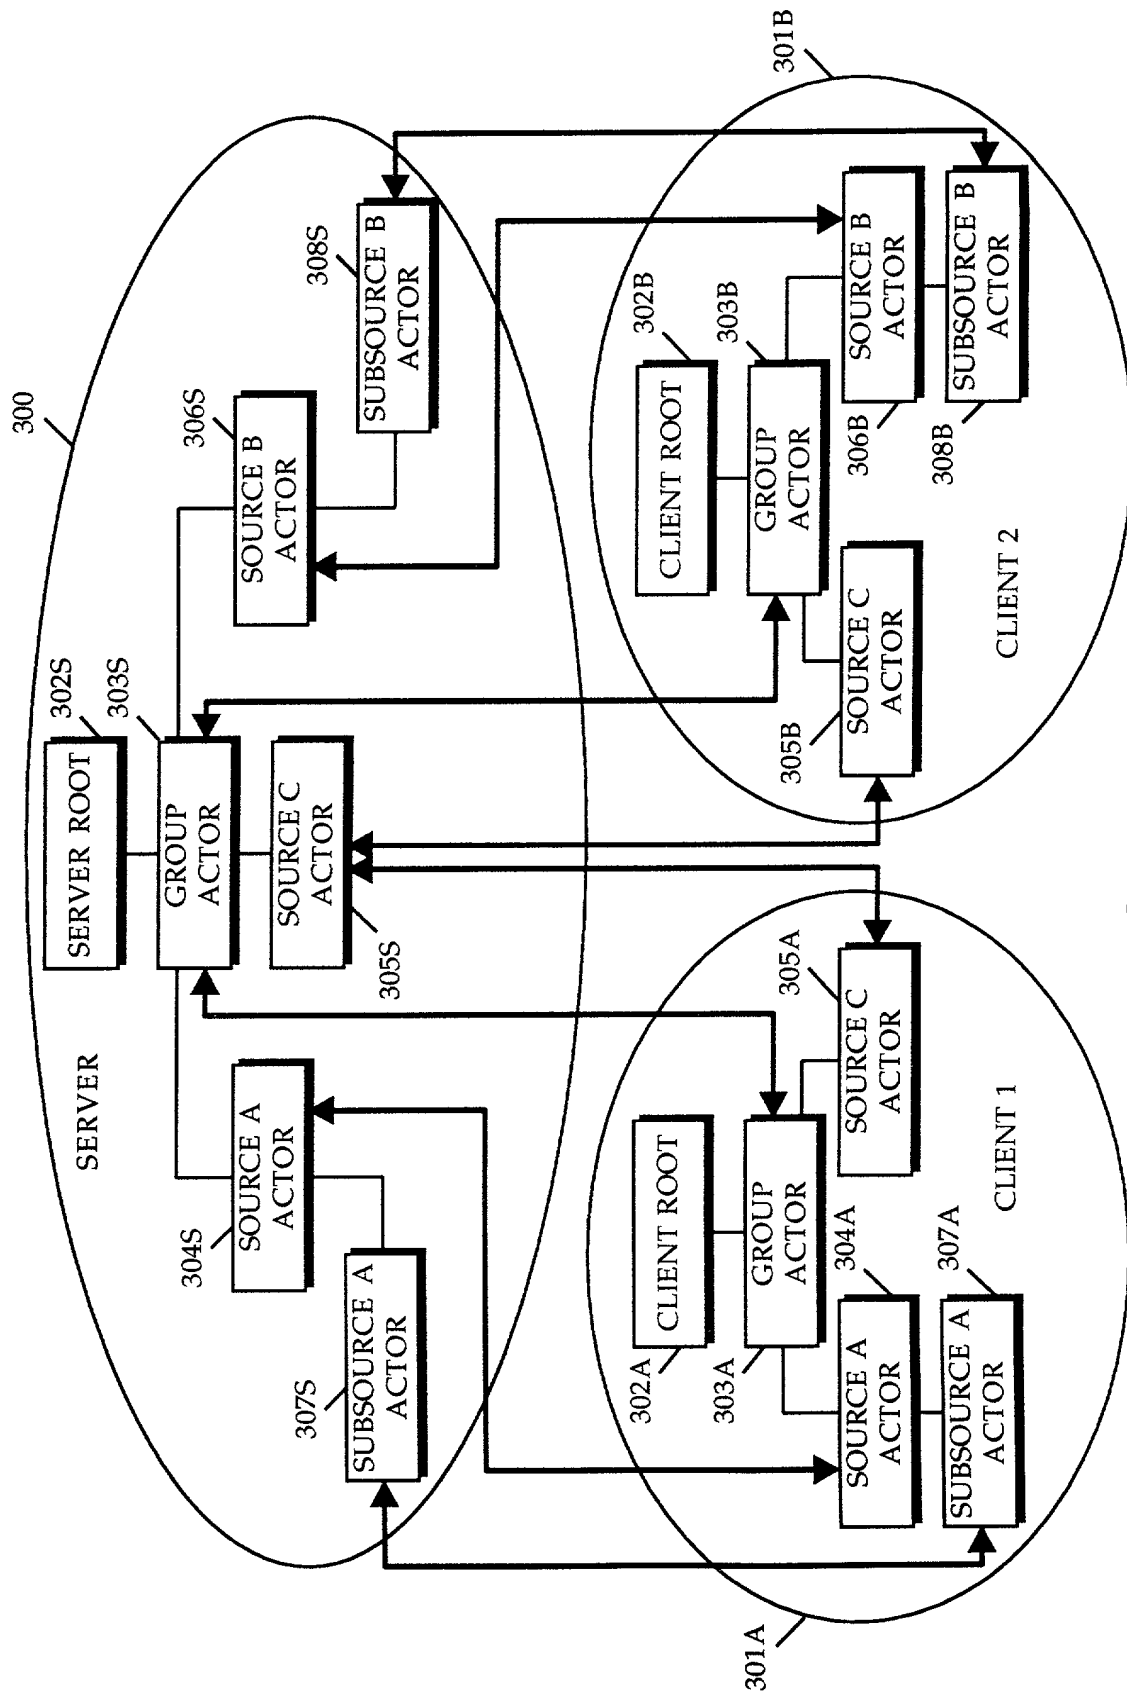 300
SERVER
SERVER ROOT
302S
GROUP
ACTOR
303S
SOURCE A
ACTOR
304S
SOURCE C
ACTOR
305S
SOURCE B
ACTOR
306S
SUBSOURCE A
ACTOR
307S
SUBSOURCE B
ACTOR
308S
301A
CLIENT ROOT
302A
GROUP
ACTOR
303A
SOURCE A
ACTOR
304A
SOURCE C
ACTOR
305A
SUBSOURCE A
ACTOR
307A
CLIENT 1
301B
CLIENT ROOT
302B
GROUP
ACTOR
303B
SOURCE C
ACTOR
305B
SOURCE B
ACTOR
306B
SUBSOURCE B
ACTOR
308B
CLIENT 2